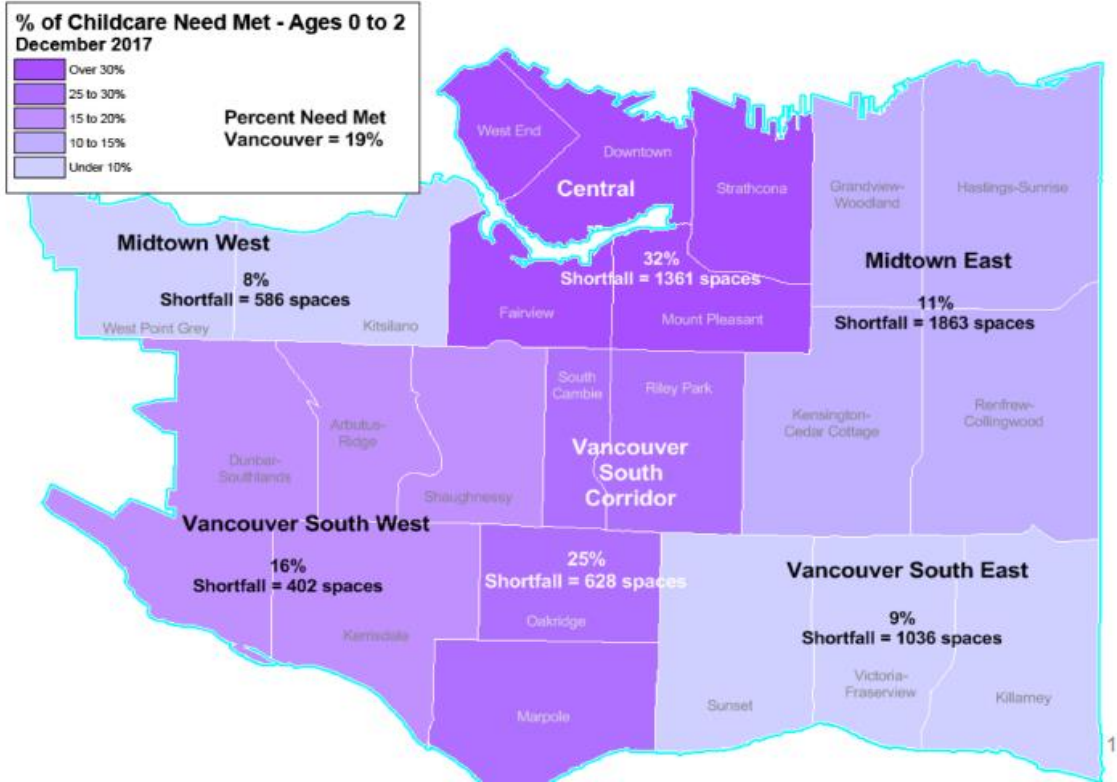 % of Childcare Need Met - Ages 0 to 2
December 2017
Over 30%
25 to 30%
15 to 20%
10 to 15%
Under 10%
Percent Need Met
Vancouver = 19%
West End
Downtown
Central
Strathcona
Grandview-
Woodland
Hastings-Sunrise
Midtown West
8%
Shortfall = 586 spaces
West Point Grey
Kitsilano
32%
Shortfall = 1361 spaces
Fairview
Mount Pleasant
Midtown East
11%
Shortfall = 1863 spaces
South
Cambie
Riley Park
Kensington-
Cedar Cottage
Renfrew-
Collingwood
Arbutus-
Ridge
Dunbar-
Southlands
Shaughnessy
Vancouver
South
Corridor
Vancouver South West
16%
Shortfall = 402 spaces
Kerrisdale
25%
Shortfall = 628 spaces
Oakridge
Marpole
Vancouver South East
9%
Shortfall = 1036 spaces
Sunset
Victoria-
Fraserview
Killarney
1